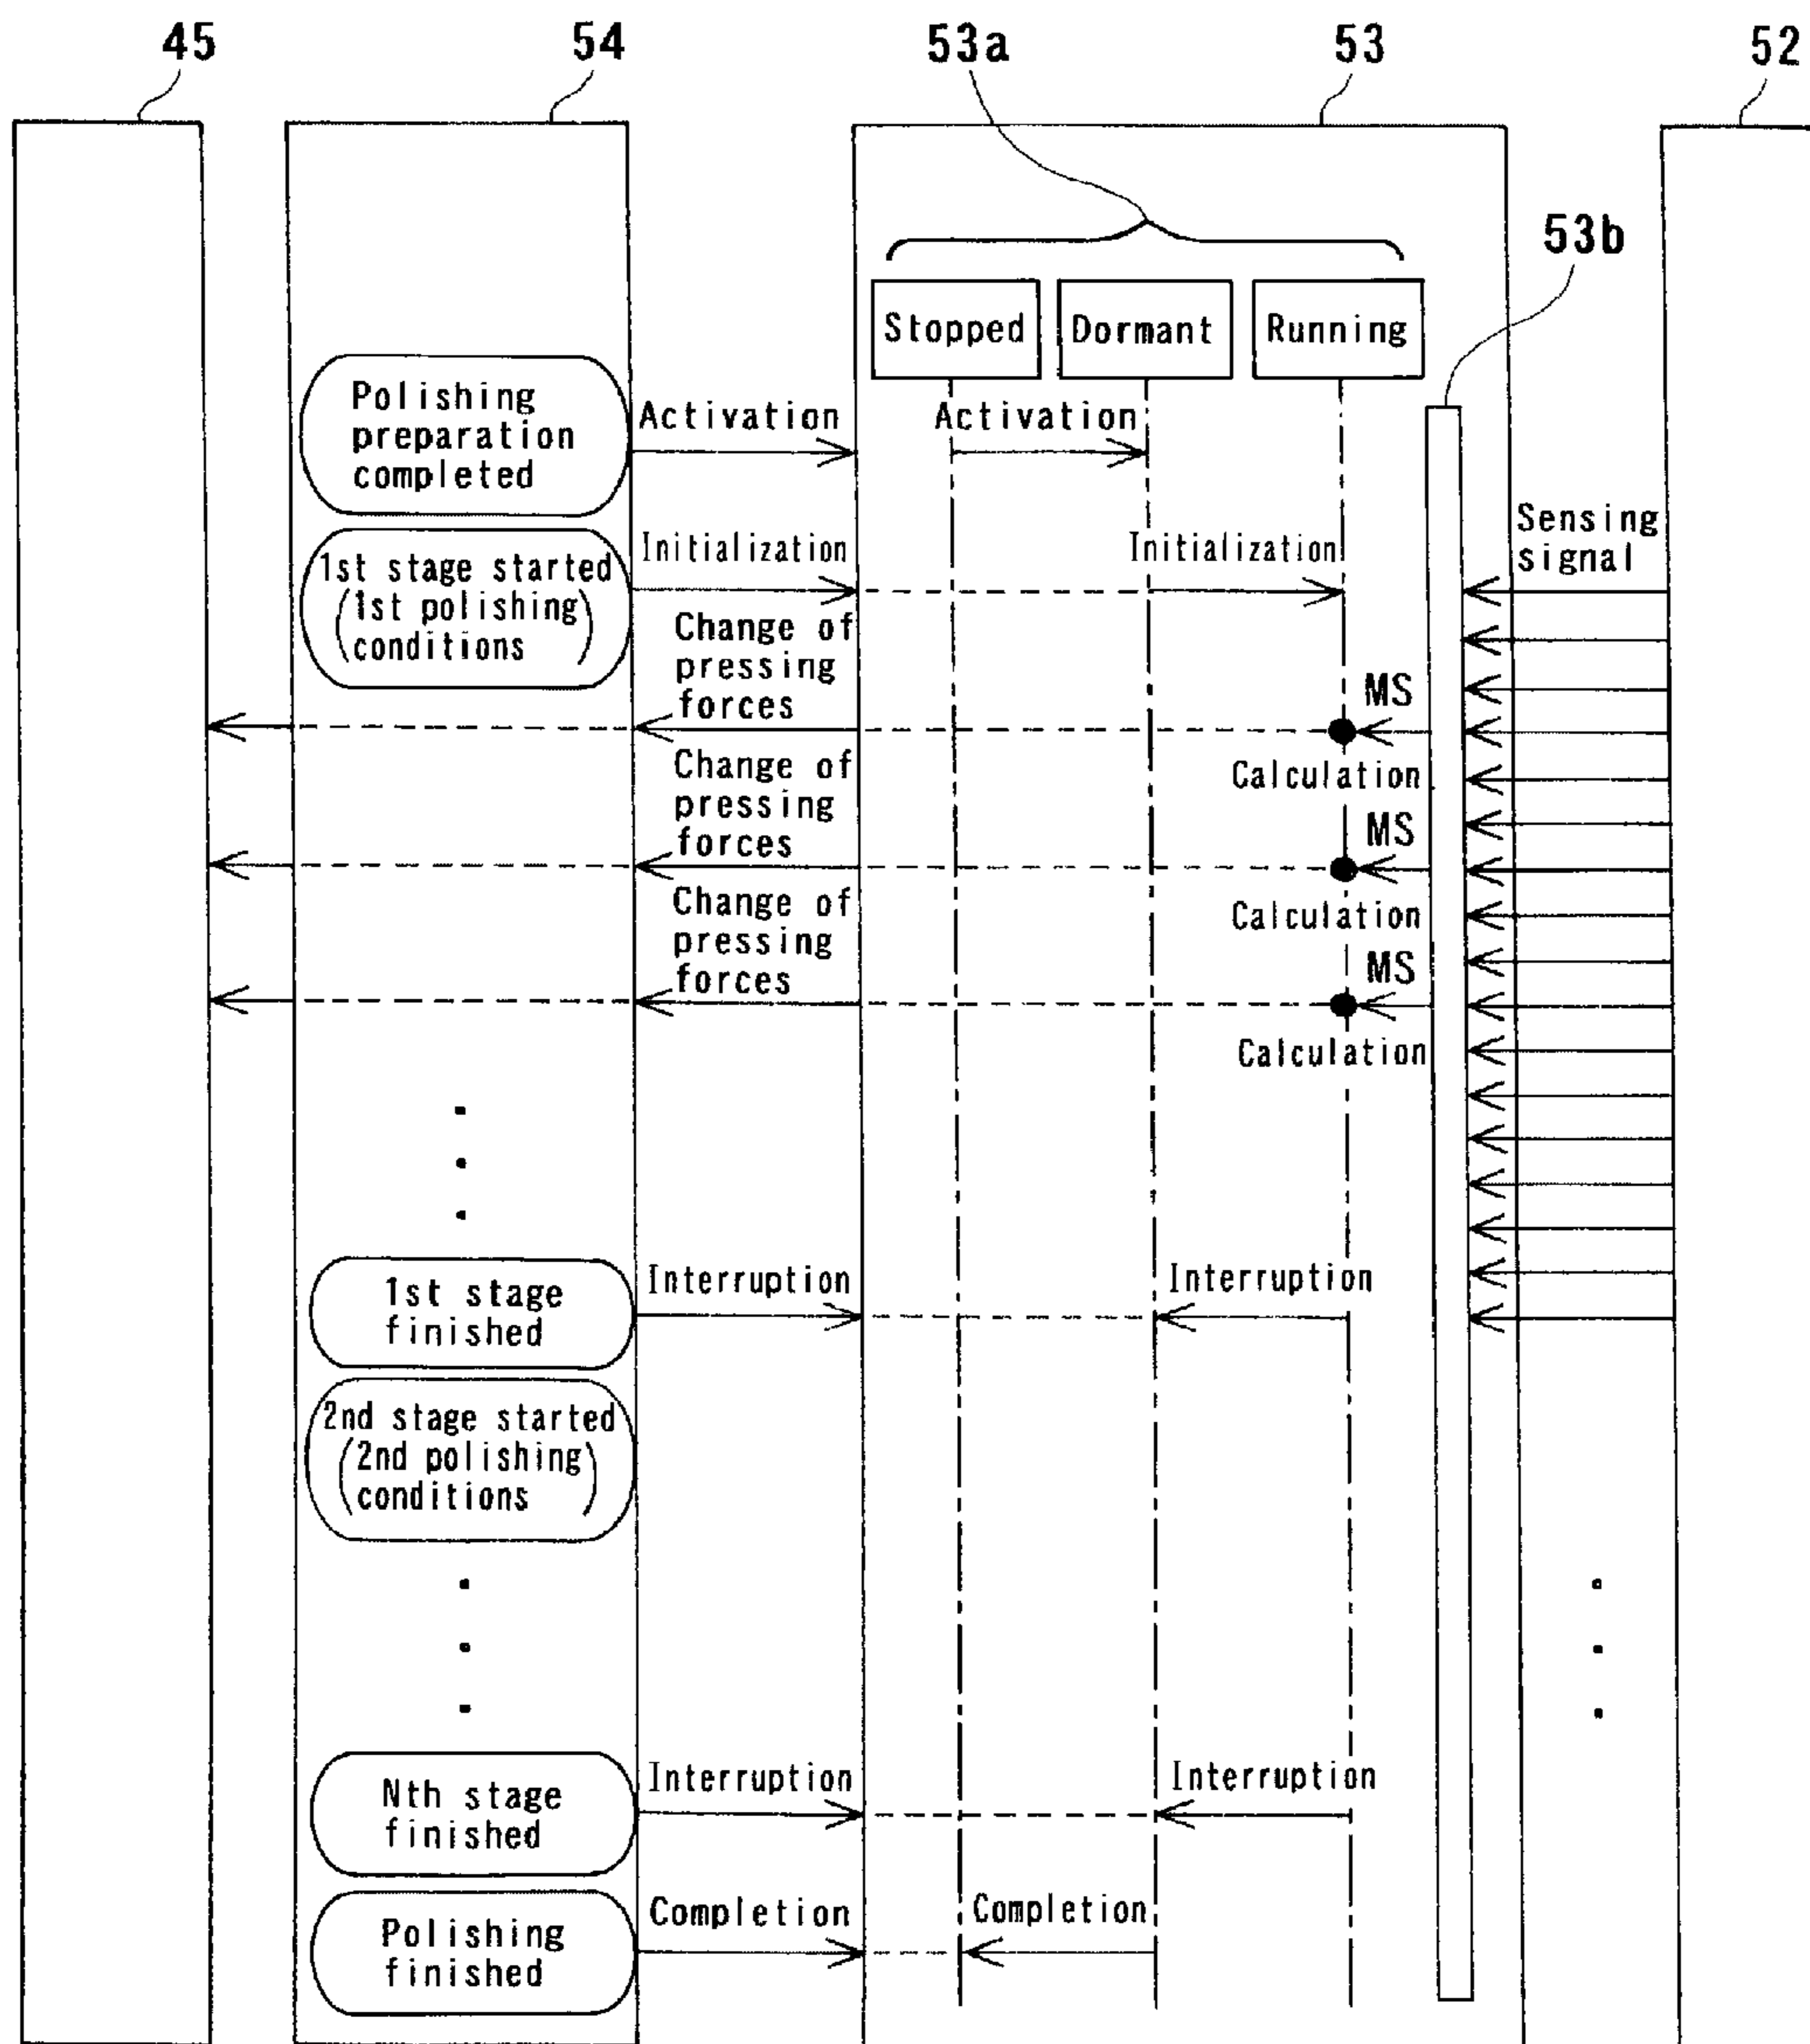 45
54
53a
53
52
53b
Stopped
Dormant
Running
Polishing
preparation
completed
Activation
Activation
Sensing
signal
1st stage started
(1st polishing)
conditions
Initialization
Initialization
Change of
pressing
forces
MS
Calculation
Change of
pressing
forces
MS
Calculation
Change of
pressing
forces
MS
Calculation
1st stage
finished
Interruption
Interruption
2nd stage started
(2nd polishing)
conditions
Nth stage
finished
Interruption
Interruption
Polishing
finished
Completion
Completion